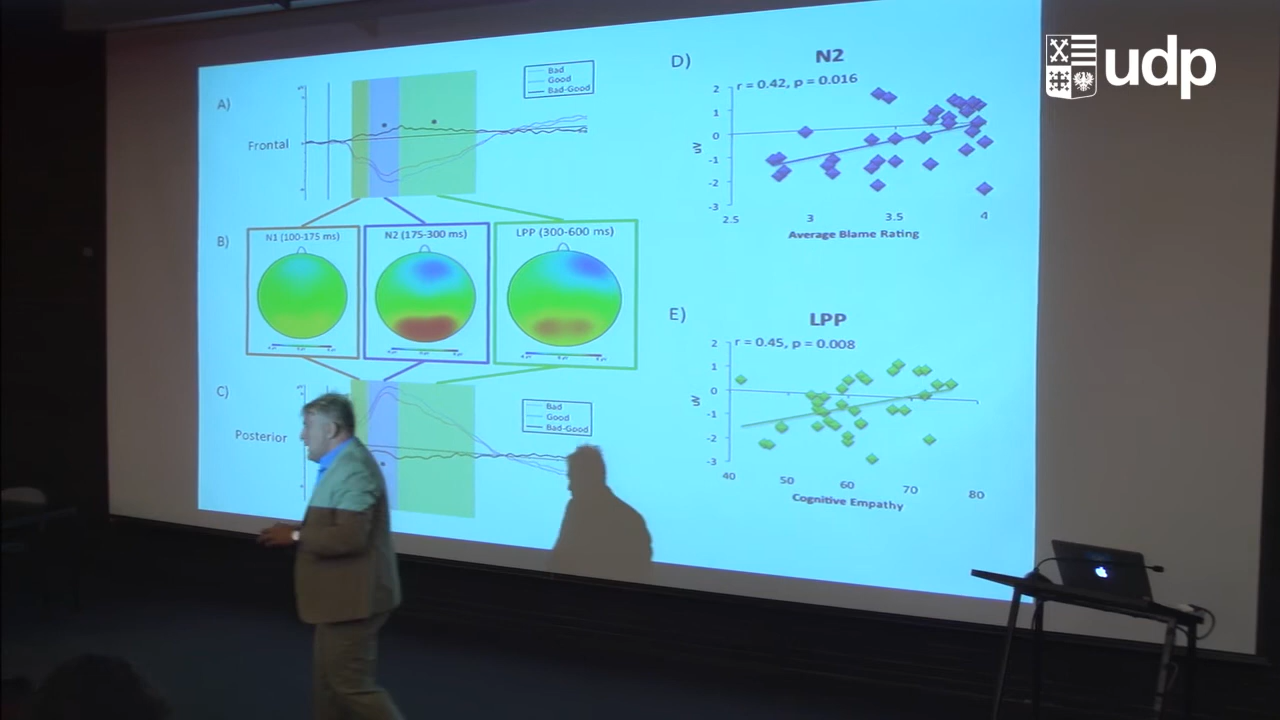 udp
A)
Frontal
Bad
Good
Bad-Good
B)
N1 (100-175 ms)
N2 (175-300 ms)
LPP (300-600 ms)
C)
Posterior
Bad
Good
Bad-Good
D)
N2
r = 0.42, p = 0.016
2
1
0
-1
-2
-3
uV
2.5
3
3.5
4
Average Blame Rating
E)
LPP
r = 0.45, p = 0.008
2
1
0
-1
-2
-3
uV
40
50
60
70
80
Cognitive Empathy